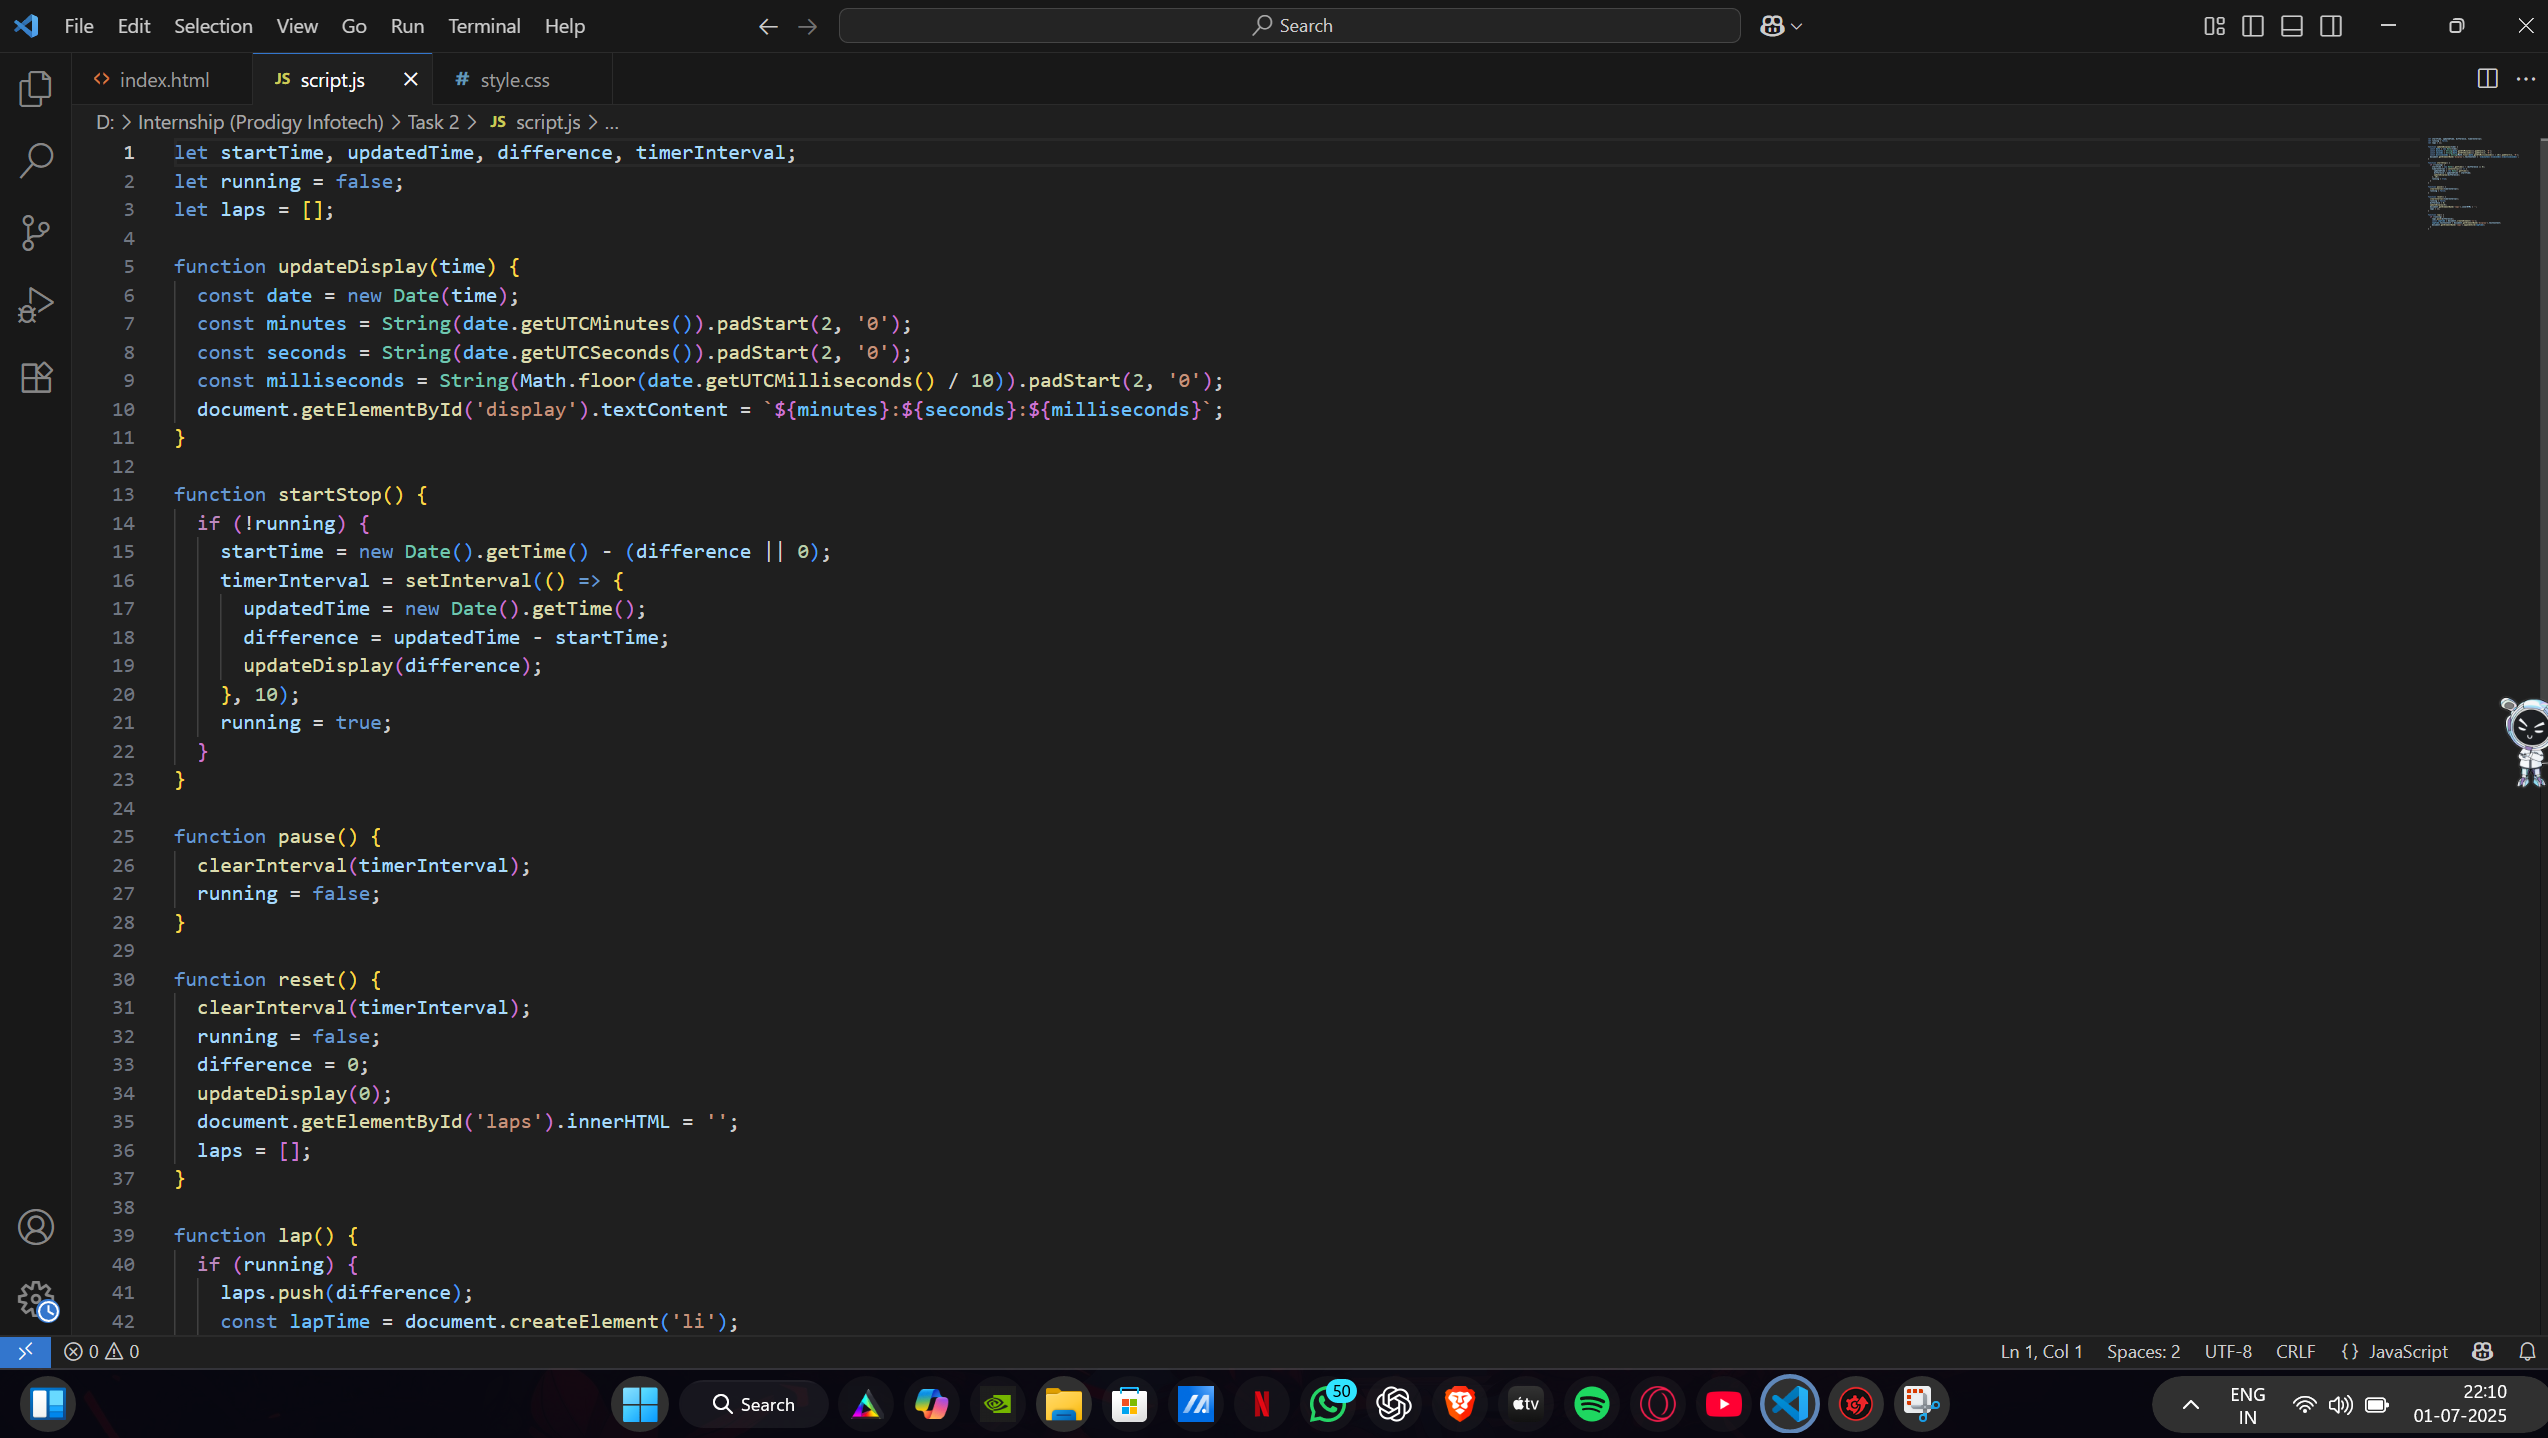 File Edit Selection View Go Run Terminal Help
Search
index.html
JS script.js
# style.css
D: > Internship (Prodigy Infotech) > Task 2 > JS script.js > ...
1 let startTime, updatedTime, difference, timerInterval;
2 let running = false;
3 let laps = [];
4
5 function updateDisplay(time) {
6 const date = new Date(time);
7 const minutes = String(date.getUTCMinutes()).padStart(2, '0');
8 const seconds = String(date.getUTCSeconds()).padStart(2, '0');
9 const milliseconds = String(Math.floor(date.getUTCMilliseconds() / 10)).padStart(2, '0');
10 document.getElementById('display').textContent = `${minutes}:${seconds}:${milliseconds}`;
11 }
12
13 function startStop() {
14 if (!running) {
15 startTime = new Date().getTime() - (difference || 0);
16 timerInterval = setInterval(() => {
17 updatedTime = new Date().getTime();
18 difference = updatedTime - startTime;
19 updateDisplay(difference);
20 }, 10);
21 running = true;
22 }
23 }
24
25 function pause() {
26 clearInterval(timerInterval);
27 running = false;
28 }
29
30 function reset() {
31 clearInterval(timerInterval);
32 running = false;
33 difference = 0;
34 updateDisplay(0);
35 document.getElementById('laps').innerHTML = '';
36 laps = [];
37 }
38
39 function lap() {
40 if (running) {
41 laps.push(difference);
42 const lapTime = document.createElement('li');
0 0
Ln 1, Col 1 Spaces: 2 UTF-8 CRLF {} JavaScript
Search
N
50
tv
ENG
IN
22:10
01-07-2025